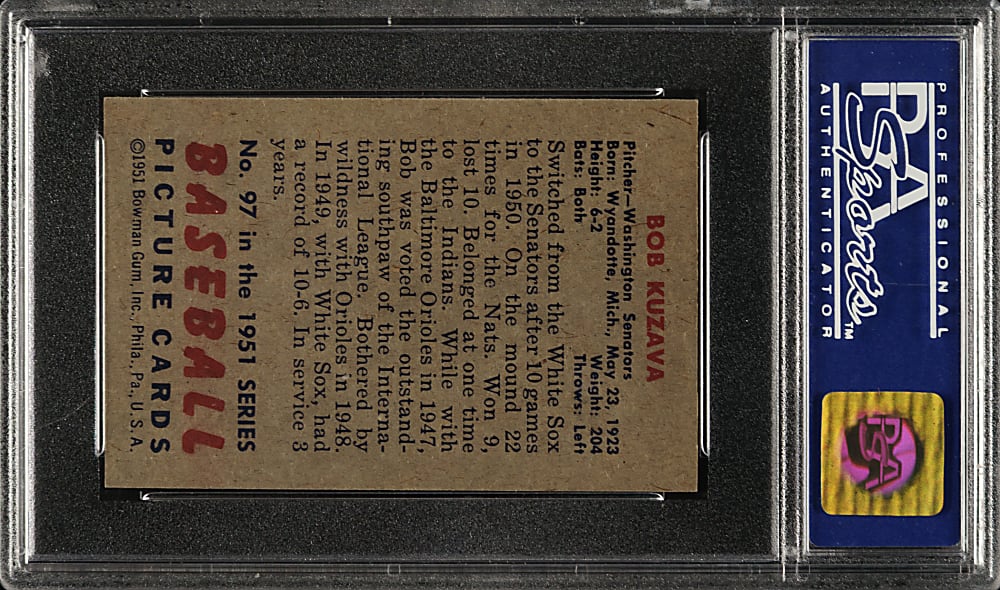 BOB KUZAVA
Pitcher—Washington Senators
Born: Wyandotte, Mich., May 23, 1923
Height: 6-2 Weight: 204
Bats: Both Throws: Left
Switched from the White Sox
to the Senators after 10 games
in 1950. On the mound 22
times for the Nats. Won 9,
lost 10. Belonged at one time
to the Indians. While with
the Baltimore Orioles in 1947,
Bob was voted the outstand-
ing southpaw of the Interna-
tional League. Bothered by
wildness with Orioles in 1948.
In 1949, with White Sox, had
a record of 10-6. In service 3
years.
No. 97 in the 1951 SERIES
BASEBALL
PICTURE CARDS
©1951 Bowman Gum, Inc., Phila., Pa., U.S.A.
PROFESSIONAL
PSA
Sports™
AUTHENTICATOR
PSA